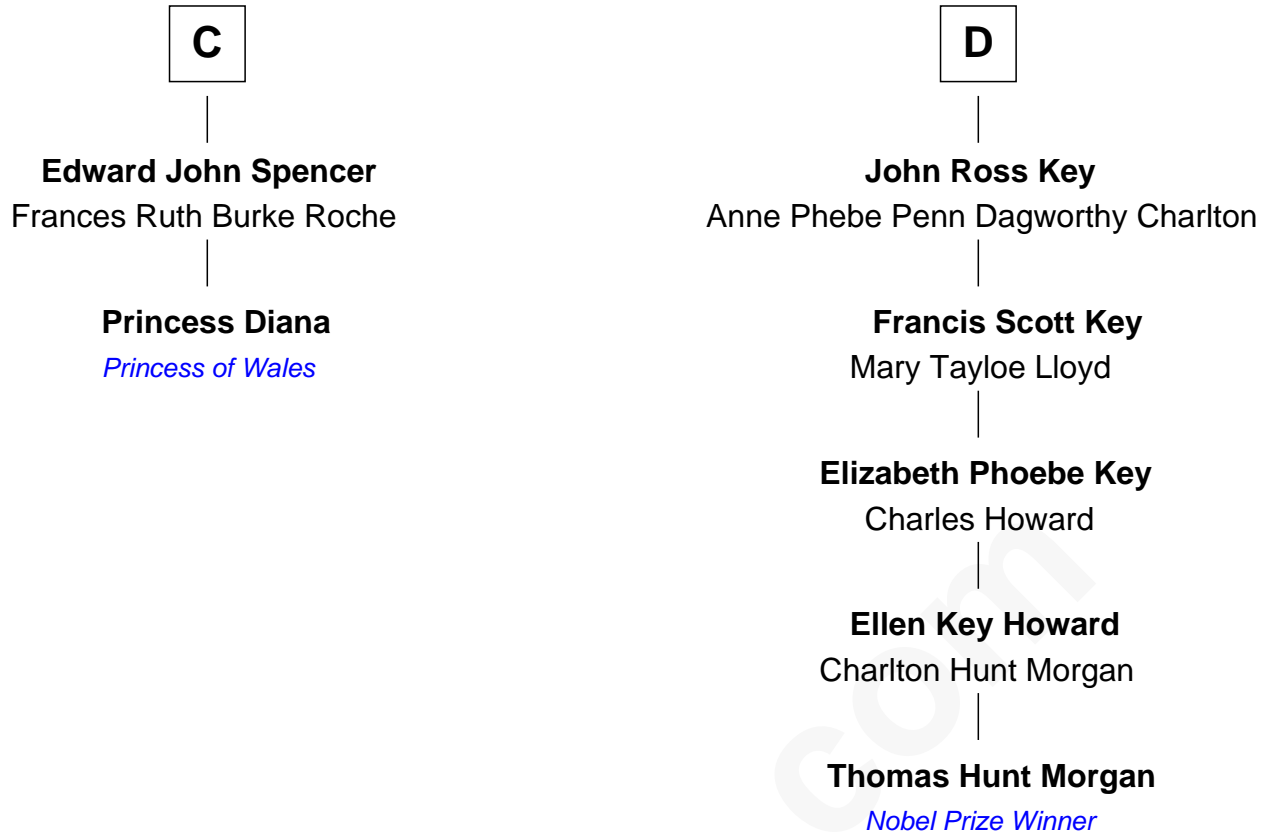 C
Edward John Spencer
Frances Ruth Burke Roche
Princess Diana
Princess of Wales
D
John Ross Key
Anne Phebe Penn Dagworthy Charlton
Francis Scott Key
Mary Tayloe Lloyd
Elizabeth Phoebe Key
Charles Howard
Ellen Key Howard
Charlton Hunt Morgan
Thomas Hunt Morgan
Nobel Prize Winner
com